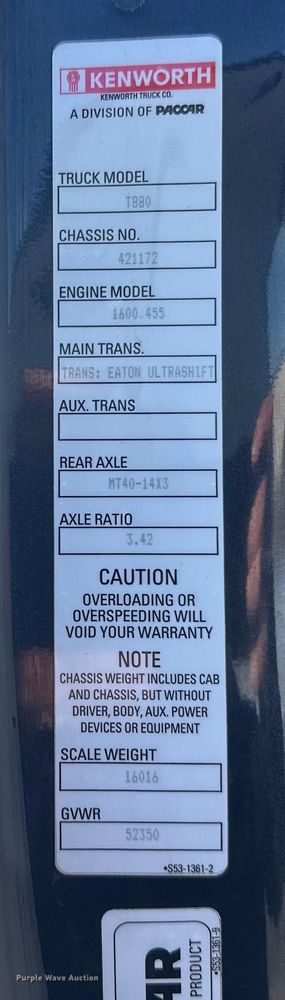 KENWORTH
KENWORTH TRUCK CO.
A DIVISION OF PACCAR
TRUCK MODEL
T880
CHASSIS NO.
421172
ENGINE MODEL
1600.455
MAIN TRANS.
TRANS: EATON ULTRASHIFT
AUX. TRANS
REAR AXLE
MT40-14X3
AXLE RATIO
3.42
CAUTION
OVERLOADING OR
OVERSPEEDING WILL
VOID YOUR WARRANTY
NOTE
CHASSIS WEIGHT INCLUDES CAB
AND CHASSIS, BUT WITHOUT
DRIVER, BODY, AUX. POWER
DEVICES OR EQUIPMENT
SCALE WEIGHT
16016
GVWR
52350
•S53-1361-2
•S53-1361-9
AR
PRODUCT
Purple Wave Auction